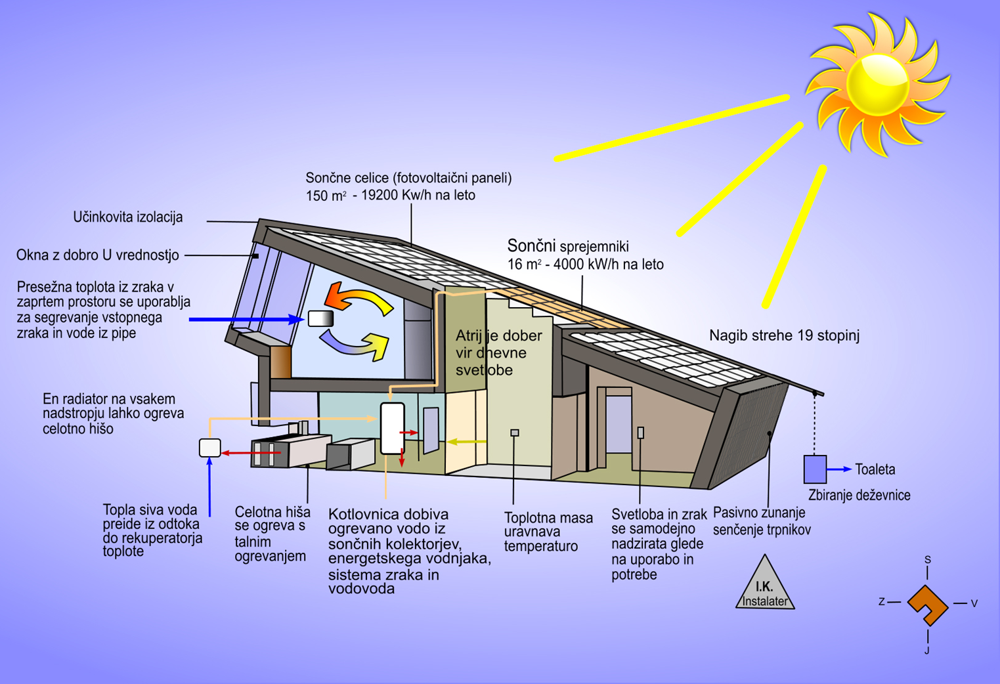 Sončne celice (fotovoltaični paneli)
150 m² - 19200 Kw/h na leto
Učinkovita izolacija
Okna z dobro U vrednostjo
Sončni sprejemniki
16 m² - 4000 kW/h na leto
Presežna toplota iz zraka v
zaprtem prostoru se uporablja
za segrevanje vstopnega
zraka in vode iz pipe
Atrij je dober
vir dnevne
svetlobe
Nagib strehe 19 stopinj
En radiator na vsakem
nadstropju lahko ogreva
celotno hišo
Toaleta
Zbiranje deževnice
Topla siva voda
preide iz odtoka
do rekuperatorja
toplote
Celotna hiša
se ogreva s
talnim
ogrevanjem
Kotlovnica dobiva
ogrevano vodo iz
sončnih kolektorjev,
energetskega vodnjaka,
sistema zraka in
vodovoda
Toplotna masa
uravnava
temperaturo
Svetloba in zrak
se samodejno
nadzirata glede
na uporabo in
potrebe
Pasivno zunanje
senčenje trpnikov
I.K.
Instalater
S
Z
V
J